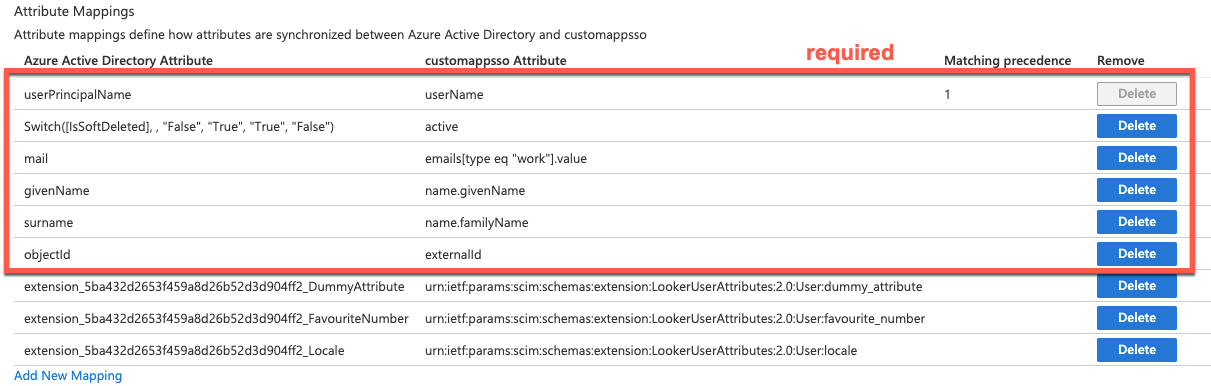 Attribute Mappings
Attribute mappings define how attributes are synchronized between Azure Active Directory and customappsso
required
Azure Active Directory Attribute customappsso Attribute Matching precedence Remove
userPrincipalName userName 1 Delete
Switch([IsSoftDeleted], , "False", "True", "True", "False") active Delete
mail emails[type eq "work"].value Delete
givenName name.givenName Delete
surname name.familyName Delete
objectId externalId Delete
extension_5ba432d2653f459a8d26b52d3d904ff2_DummyAttribute urn:ietf:params:scim:schemas:extension:LookerUserAttributes:2.0:User:dummy_attribute Delete
extension_5ba432d2653f459a8d26b52d3d904ff2_FavouriteNumber urn:ietf:params:scim:schemas:extension:LookerUserAttributes:2.0:User:favourite_number Delete
extension_5ba432d2653f459a8d26b52d3d904ff2_Locale urn:ietf:params:scim:schemas:extension:LookerUserAttributes:2.0:User:locale Delete
Add New Mapping